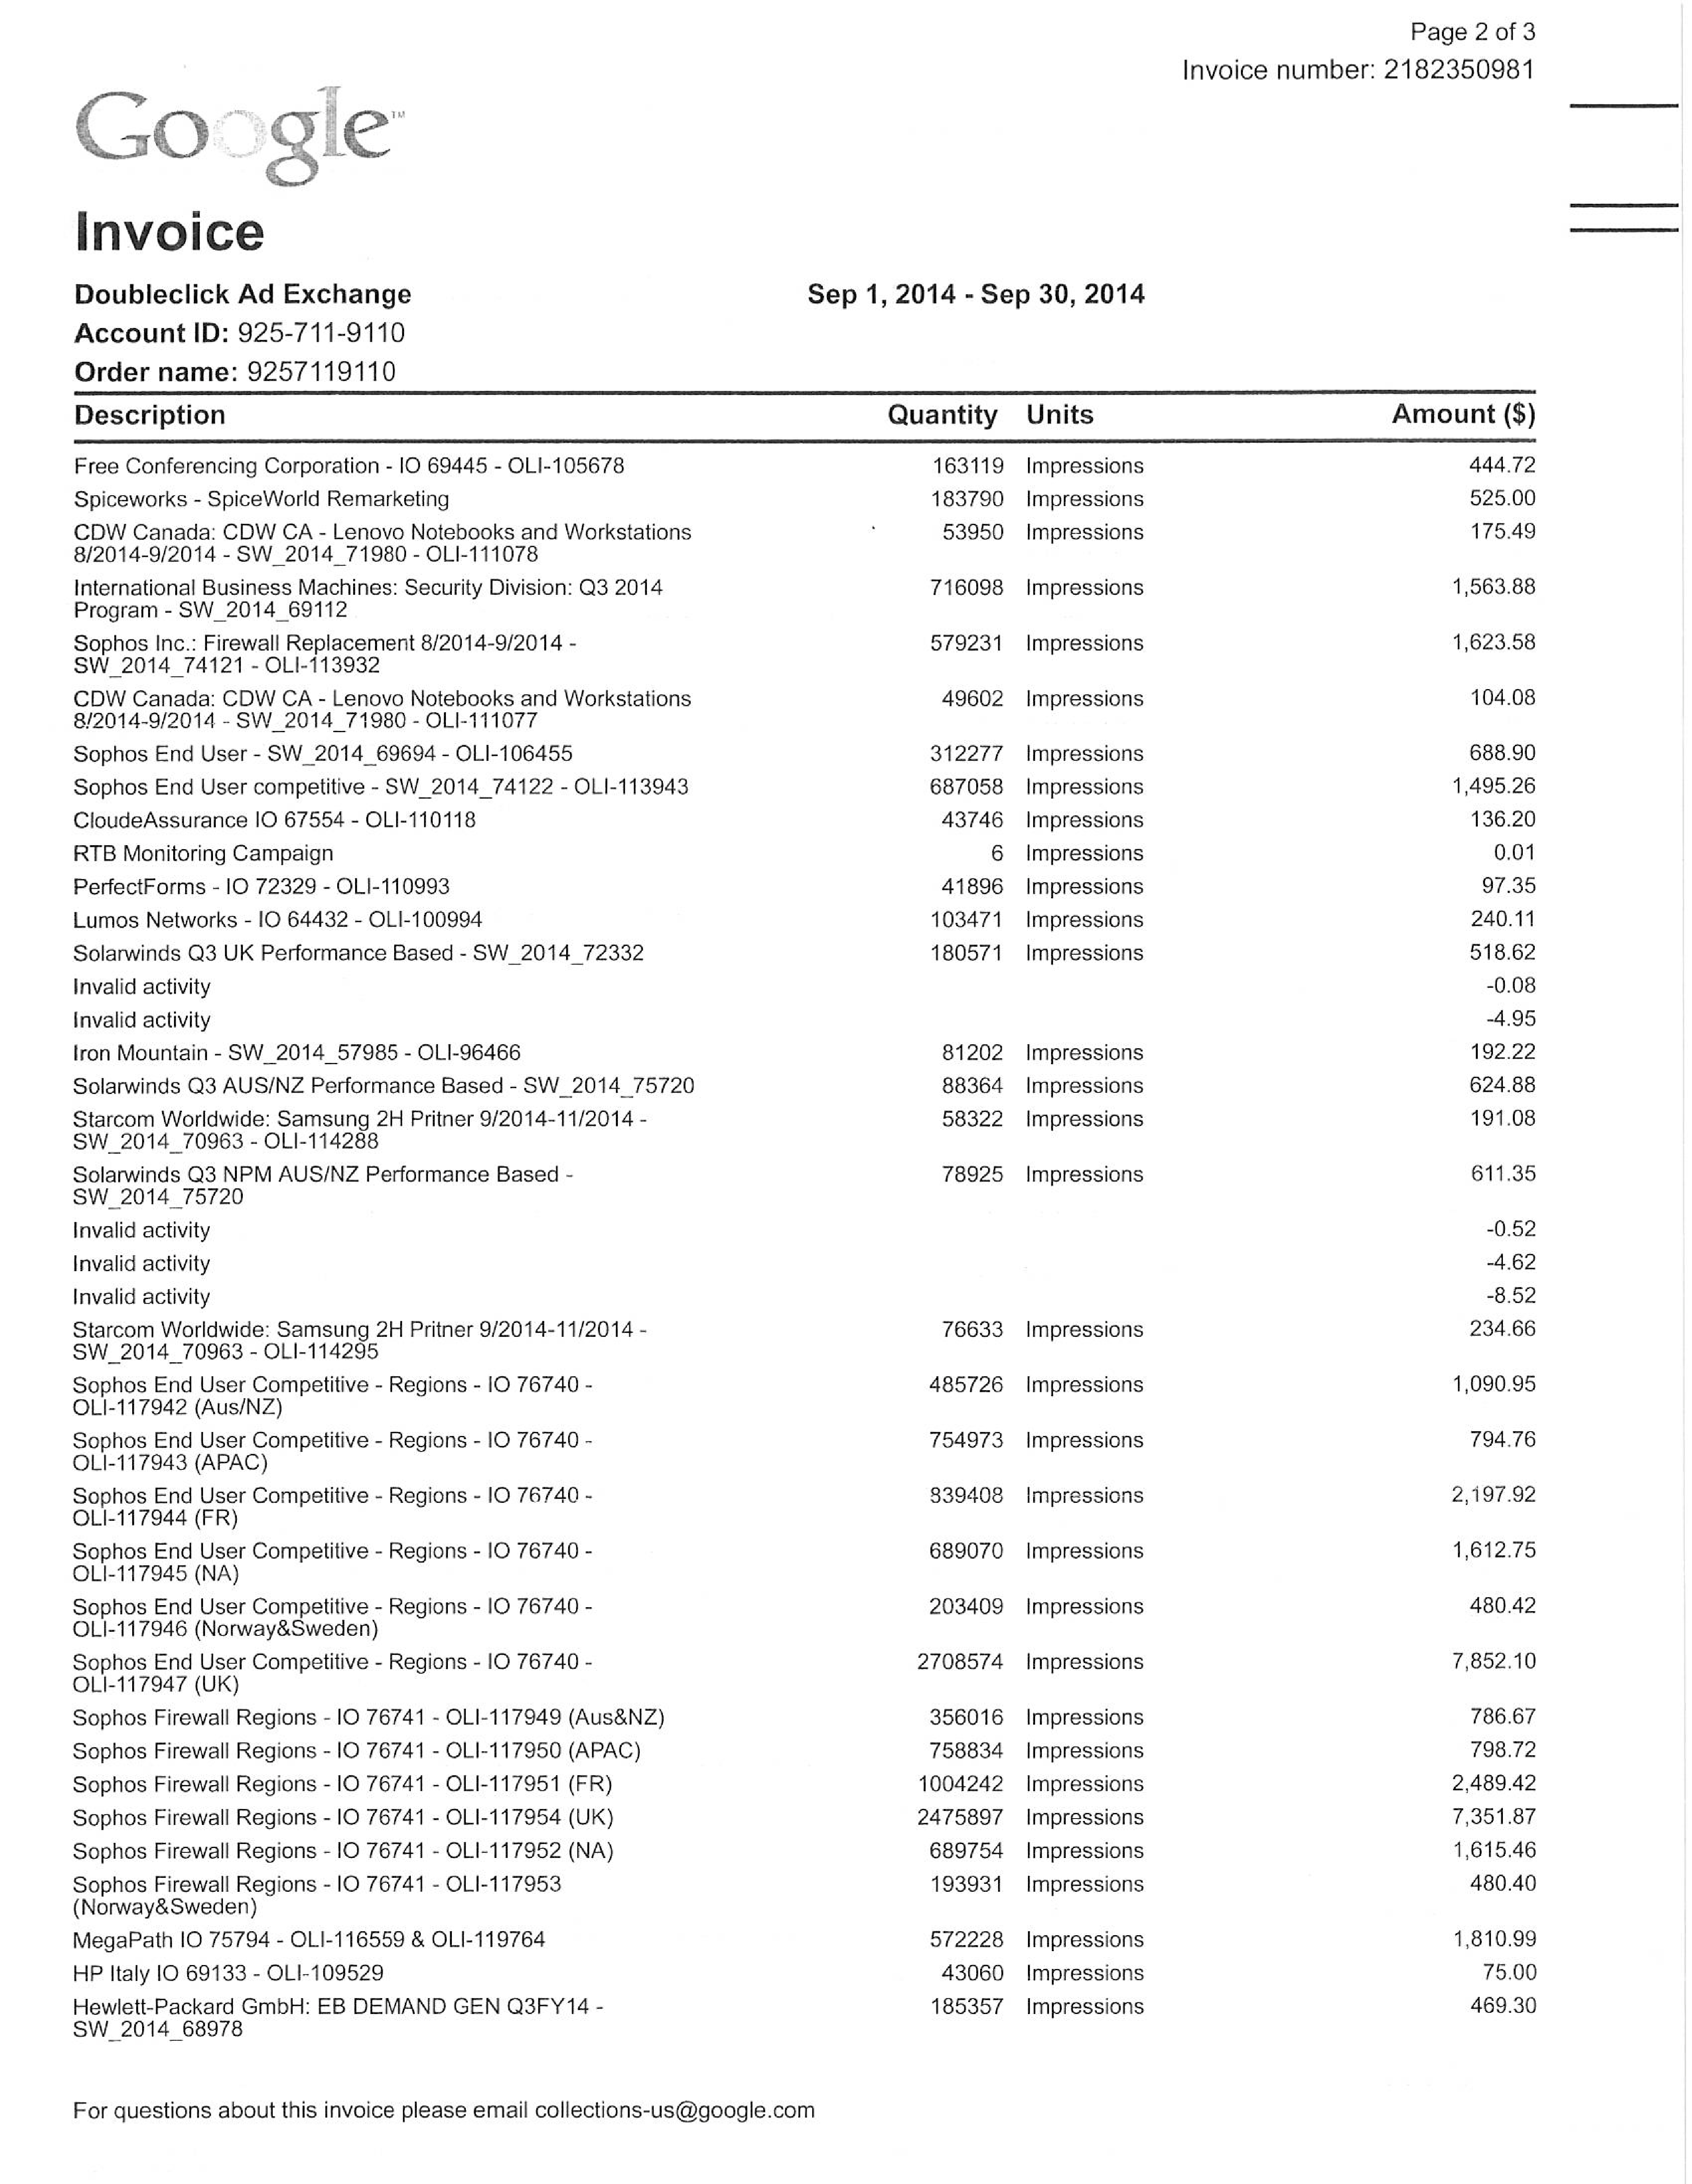 Page 2 of 3
Invoice number: 2182350981
Google™
Invoice
Doubleclick Ad Exchange Sep 1, 2014 - Sep 30, 2014
Account ID: 925-711-9110
Order name: 9257119110
Description Quantity Units Amount ($)
Free Conferencing Corporation - IO 69445 - OLI-105678 163119 Impressions 444.72
Spiceworks - SpiceWorld Remarketing 183790 Impressions 525.00
CDW Canada: CDW CA - Lenovo Notebooks and Workstations 53950 Impressions 175.49
8/2014-9/2014 - SW_2014_71980 - OLI-111078
International Business Machines: Security Division: Q3 2014 716098 Impressions 1,563.88
Program - SW_2014_69112
Sophos Inc.: Firewall Replacement 8/2014-9/2014 - 579231 Impressions 1,623.58
SW_2014_74121 - OLI-113932
CDW Canada: CDW CA - Lenovo Notebooks and Workstations 49602 Impressions 104.08
8/2014-9/2014 - SW_2014_71980 - OLI-111077
Sophos End User - SW_2014_69694 - OLI-106455 312277 Impressions 688.90
Sophos End User competitive - SW_2014_74122 - OLI-113943 687058 Impressions 1,495.26
CloudeAssurance IO 67554 - OLI-110118 43746 Impressions 136.20
RTB Monitoring Campaign 6 Impressions 0.01
PerfectForms - IO 72329 - OLI-110993 41896 Impressions 97.35
Lumos Networks - IO 64432 - OLI-100994 103471 Impressions 240.11
Solarwinds Q3 UK Performance Based - SW_2014_72332 180571 Impressions 518.62
Invalid activity -0.08
Invalid activity -4.95
Iron Mountain - SW_2014_57985 - OLI-96466 81202 Impressions 192.22
Solarwinds Q3 AUS/NZ Performance Based - SW_2014_75720 88364 Impressions 624.88
Starcom Worldwide: Samsung 2H Pritner 9/2014-11/2014 - 58322 Impressions 191.08
SW_2014_70963 - OLI-114288
Solarwinds Q3 NPM AUS/NZ Performance Based - 78925 Impressions 611.35
SW_2014_75720
Invalid activity -0.52
Invalid activity -4.62
Invalid activity -8.52
Starcom Worldwide: Samsung 2H Pritner 9/2014-11/2014 - 76633 Impressions 234.66
SW_2014_70963 - OLI-114295
Sophos End User Competitive - Regions - IO 76740 - 485726 Impressions 1,090.95
OLI-117942 (Aus/NZ)
Sophos End User Competitive - Regions - IO 76740 - 754973 Impressions 794.76
OLI-117943 (APAC)
Sophos End User Competitive - Regions - IO 76740 - 839408 Impressions 2,197.92
OLI-117944 (FR)
Sophos End User Competitive - Regions - IO 76740 - 689070 Impressions 1,612.75
OLI-117945 (NA)
Sophos End User Competitive - Regions - IO 76740 - 203409 Impressions 480.42
OLI-117946 (Norway&Sweden)
Sophos End User Competitive - Regions - IO 76740 - 2708574 Impressions 7,852.10
OLI-117947 (UK)
Sophos Firewall Regions - IO 76741 - OLI-117949 (Aus&NZ) 356016 Impressions 786.67
Sophos Firewall Regions - IO 76741 - OLI-117950 (APAC) 758834 Impressions 798.72
Sophos Firewall Regions - IO 76741 - OLI-117951 (FR) 1004242 Impressions 2,489.42
Sophos Firewall Regions - IO 76741 - OLI-117954 (UK) 2475897 Impressions 7,351.87
Sophos Firewall Regions - IO 76741 - OLI-117952 (NA) 689754 Impressions 1,615.46
Sophos Firewall Regions - IO 76741 - OLI-117953 193931 Impressions 480.40
(Norway&Sweden)
MegaPath IO 75794 - OLI-116559 & OLI-119764 572228 Impressions 1,810.99
HP Italy IO 69133 - OLI-109529 43060 Impressions 75.00
Hewlett-Packard GmbH: EB DEMAND GEN Q3FY14 - 185357 Impressions 469.30
SW_2014_68978
For questions about this invoice please email collections-us@google.com